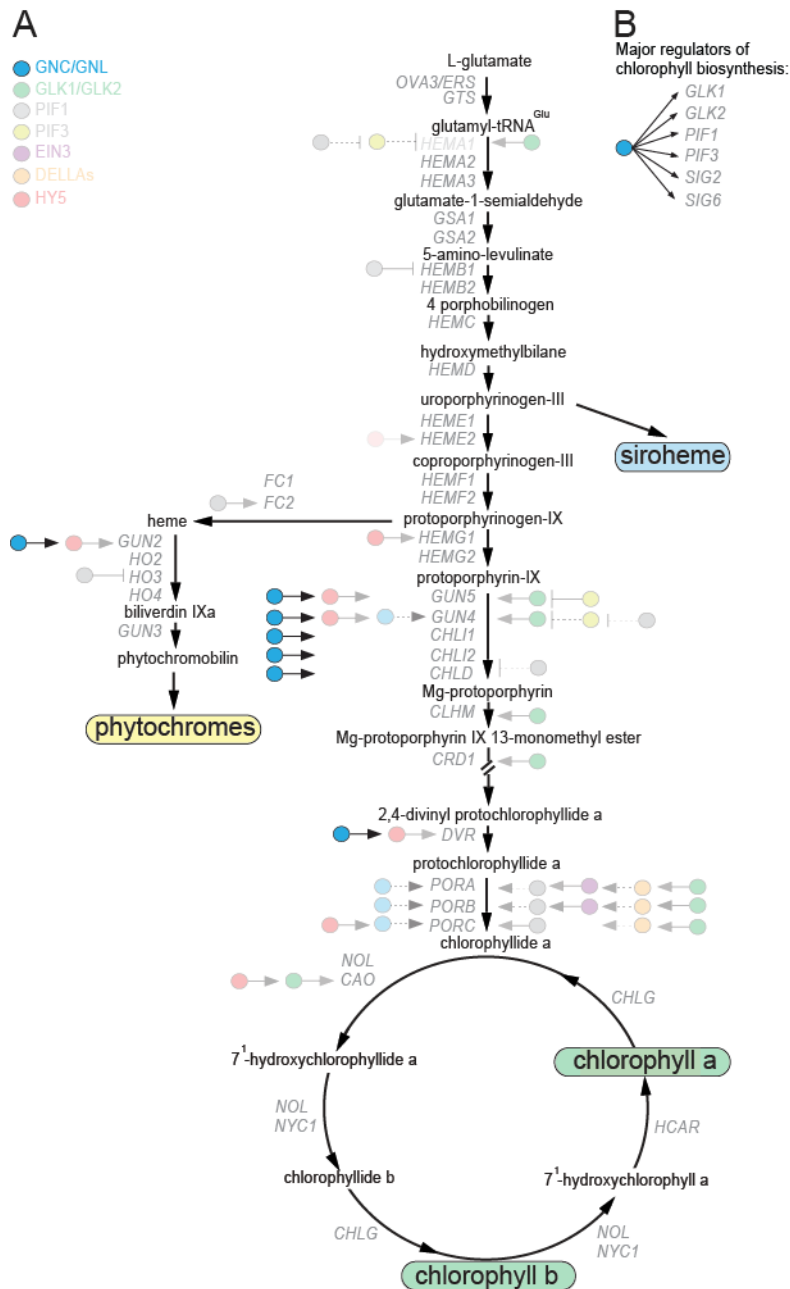 A
GNC/GNL
GLK1/GLK2
PIF1
PIF3
EIN3
DELLAs
HY5
B
Major regulators of
chlorophyll biosynthesis:
GLK1
GLK2
PIF1
PIF3
SIG2
SIG6
L-glutamate
OVA3/ERS
GTS
glutamyl-tRNA Glu
HEMA1
HEMA2
HEMA3
glutamate-1-semialdehyde
GSA1
GSA2
5-amino-levulinate
HEMB1
HEMB2
4 porphobilinogen
HEMC
hydroxymethylbilane
HEMD
uroporphyrinogen-III
HEME1
HEME2
siroheme
coproporphyrinogen-III
HEMF1
HEMF2
FC1
FC2
heme
protoporphyrinogen-IX
GUN2
HO2
HO3
HO4
HEMG1
HEMG2
biliverdin IXa
GUN3
phytochromobilin
phytochromes
protoporphyrin-IX
GUN5
GUN4
CHLI1
CHLI2
CHLD
Mg-protoporphyrin
CLHM
Mg-protoporphyrin IX 13-monomethyl ester
CRD1
2,4-divinyl protochlorophyllide a
DVR
protochlorophyllide a
PORA
PORB
PORC
chlorophyllide a
NOL
CAO
CHLG
7¹-hydroxychlorophyllide a
chlorophyll a
NOL
NYC1
HCAR
chlorophyllide b
7¹-hydroxychlorophyll a
CHLG
NOL
NYC1
chlorophyll b